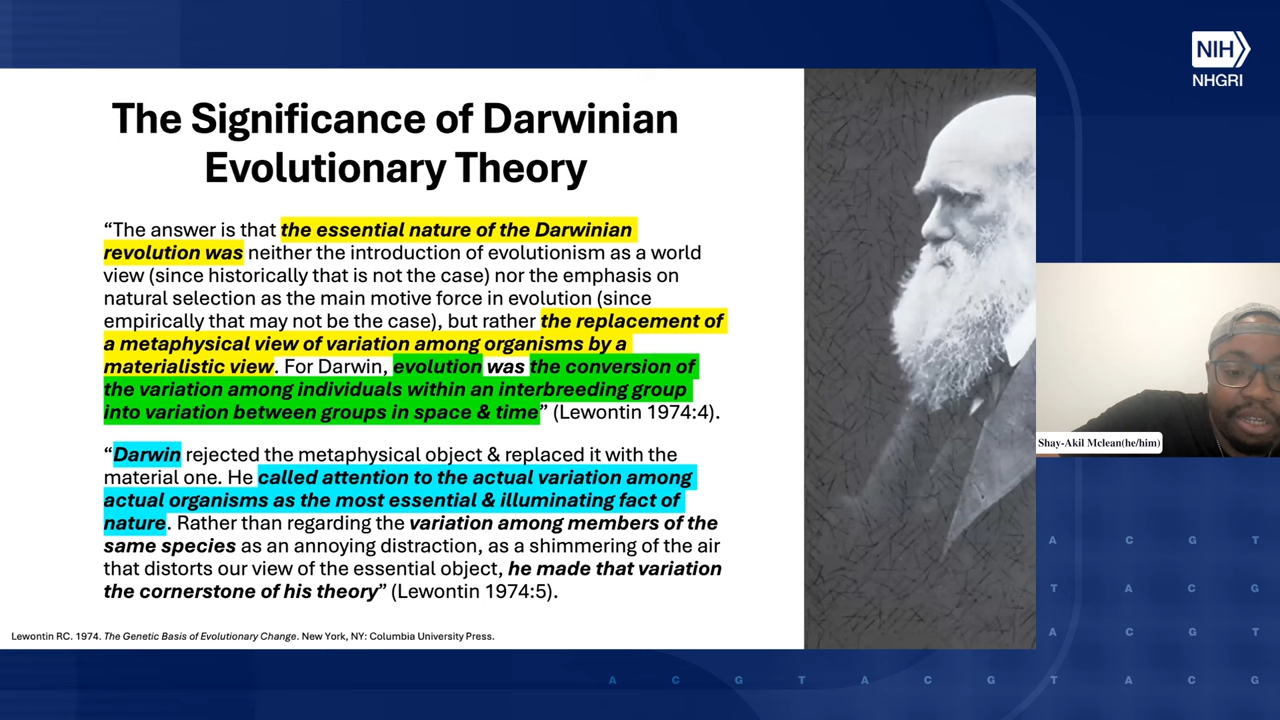 NIH
NHGRI
The Significance of Darwinian
Evolutionary Theory
“The answer is that the essential nature of the Darwinian
revolution was neither the introduction of evolutionism as a world
view (since historically that is not the case) nor the emphasis on
natural selection as the main motive force in evolution (since
empirically that may not be the case), but rather the replacement of
a metaphysical view of variation among organisms by a
materialistic view. For Darwin, evolution was the conversion of
the variation among individuals within an interbreeding group
into variation between groups in space & time” (Lewontin 1974:4).
“Darwin rejected the metaphysical object & replaced it with the
material one. He called attention to the actual variation among
actual organisms as the most essential & illuminating fact of
nature. Rather than regarding the variation among members of the
same species as an annoying distraction, as a shimmering of the air
that distorts our view of the essential object, he made that variation
the cornerstone of his theory” (Lewontin 1974:5).
Lewontin RC. 1974. The Genetic Basis of Evolutionary Change. New York, NY: Columbia University Press.
Shay-Akil Mclean(he/him)
A C G T
T A C G
A C G T
A C G T A C G T A C G